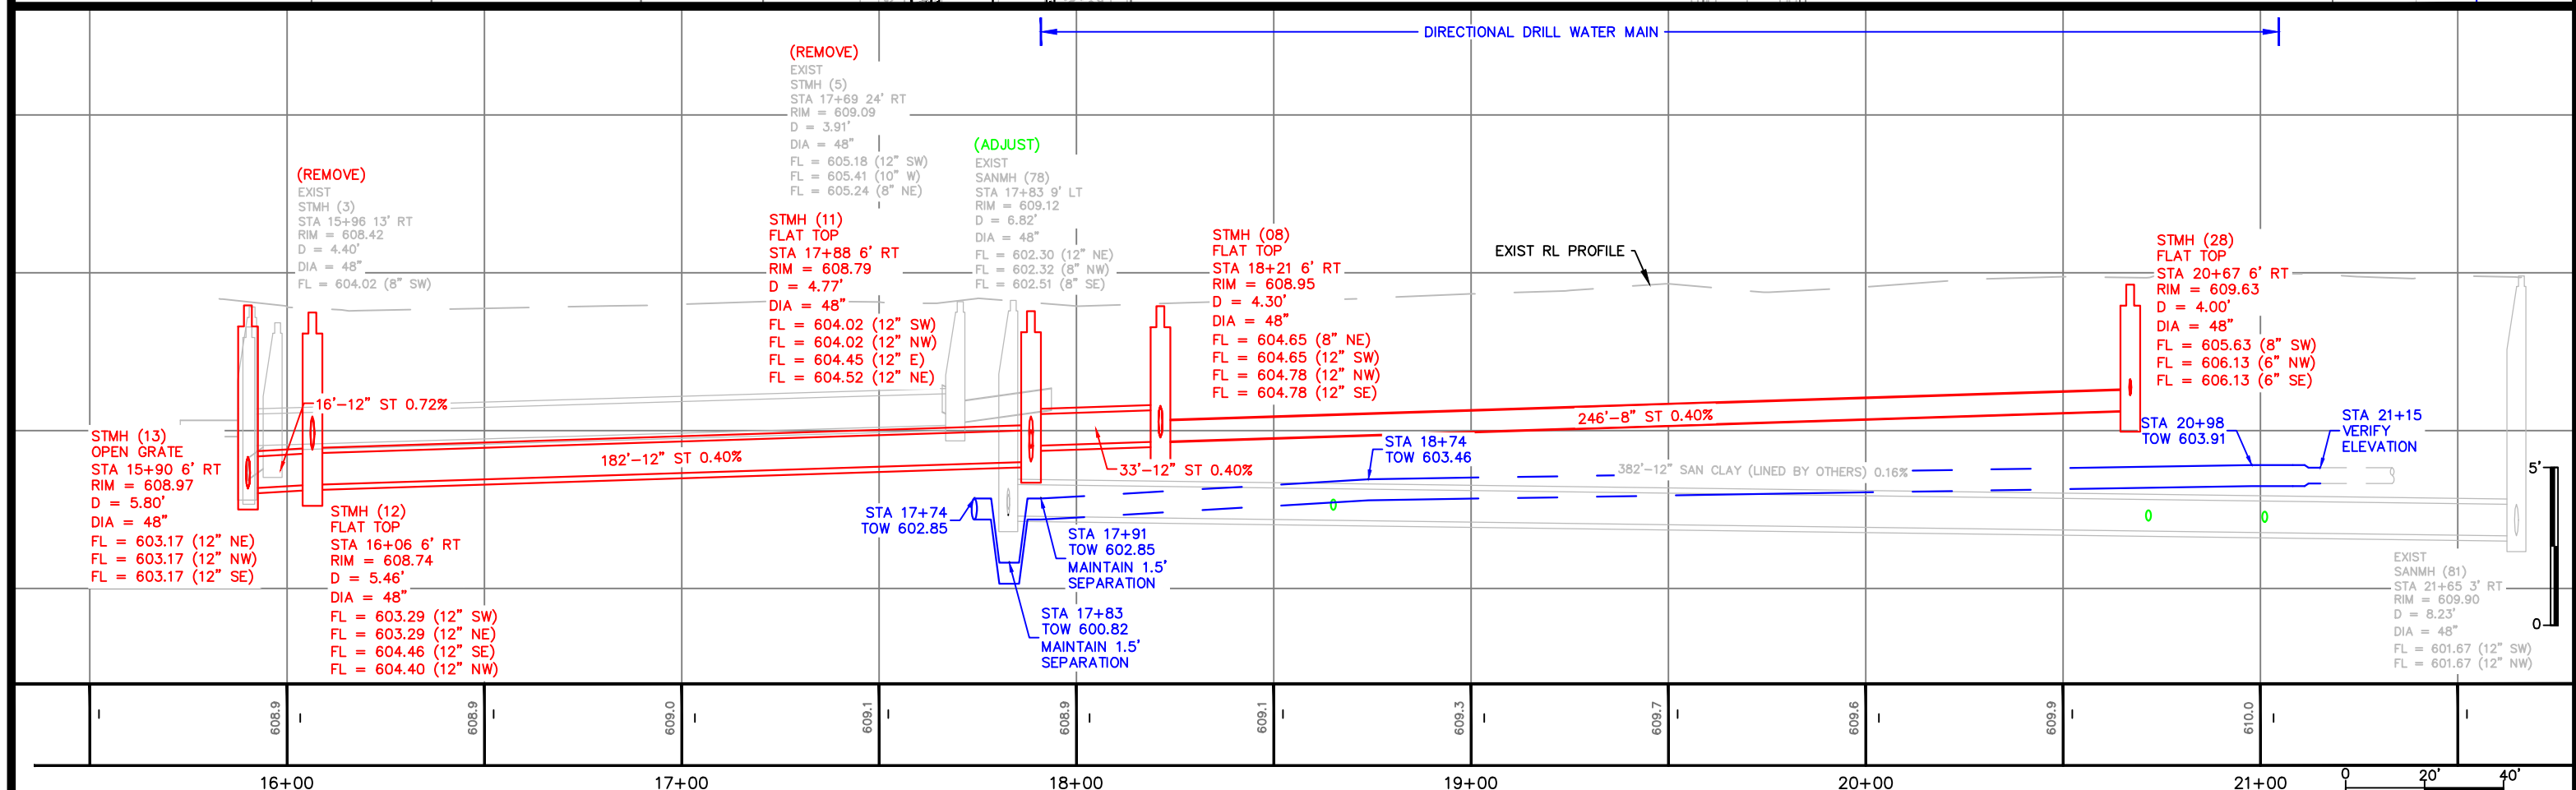 DIRECTIONAL DRILL WATER MAIN
(REMOVE)
EXIST
STMH (5)
STA 17+69 24' RT
RIM = 609.09
D = 3.91'
DIA = 48"
FL = 605.18 (12" SW)
FL = 605.41 (10" W)
FL = 605.24 (8" NE)
(ADJUST)
EXIST
SANMH (78)
STA 17+83 9' LT
RIM = 609.12
D = 6.82'
DIA = 48"
FL = 602.30 (12" NE)
FL = 602.32 (8" NW)
FL = 602.51 (8" SE)
(REMOVE)
EXIST
STMH (3)
STA 15+96 13' RT
RIM = 608.42
D = 4.40'
DIA = 48"
FL = 604.02 (8" SW)
STMH (11)
FLAT TOP
STA 17+88 6' RT
RIM = 608.79
D = 4.77'
DIA = 48"
FL = 604.02 (12" SW)
FL = 604.02 (12" NW)
FL = 604.45 (12" E)
FL = 604.52 (12" NE)
STMH (08)
FLAT TOP
STA 18+21 6' RT
RIM = 608.95
D = 4.30'
DIA = 48"
FL = 604.65 (8" NE)
FL = 604.65 (12" SW)
FL = 604.78 (12" NW)
FL = 604.78 (12" SE)
EXIST RL PROFILE
STMH (28)
FLAT TOP
STA 20+67 6' RT
RIM = 609.63
D = 4.00'
DIA = 48"
FL = 605.63 (8" SW)
FL = 606.13 (6" NW)
FL = 606.13 (6" SE)
16'-12" ST 0.72%
182'-12" ST 0.40%
33'-12" ST 0.40%
246'-8" ST 0.40%
STMH (13)
OPEN GRATE
STA 15+90 6' RT
RIM = 608.97
D = 5.80'
DIA = 48"
FL = 603.17 (12" NE)
FL = 603.17 (12" NW)
FL = 603.17 (12" SE)
STMH (12)
FLAT TOP
STA 16+06 6' RT
RIM = 608.74
D = 5.46'
DIA = 48"
FL = 603.29 (12" SW)
FL = 603.29 (12" NE)
FL = 604.46 (12" SE)
FL = 604.40 (12" NW)
STA 17+74
TOW 602.85
STA 17+91
TOW 602.85
MAINTAIN 1.5'
SEPARATION
STA 17+83
TOW 600.82
MAINTAIN 1.5'
SEPARATION
STA 18+74
TOW 603.46
382'-12" SAN CLAY (LINED BY OTHERS) 0.16%
STA 20+98
TOW 603.91
STA 21+15
VERIFY
ELEVATION
5'
0
EXIST
SANMH (81)
STA 21+65 3' RT
RIM = 609.90
D = 8.23'
DIA = 48"
FL = 601.67 (12" SW)
FL = 601.67 (12" NW)
608.9
608.9
609.0
609.1
608.9
609.1
609.3
609.7
609.6
609.9
610.0
16+00
17+00
18+00
19+00
20+00
21+00
0
20'
40'